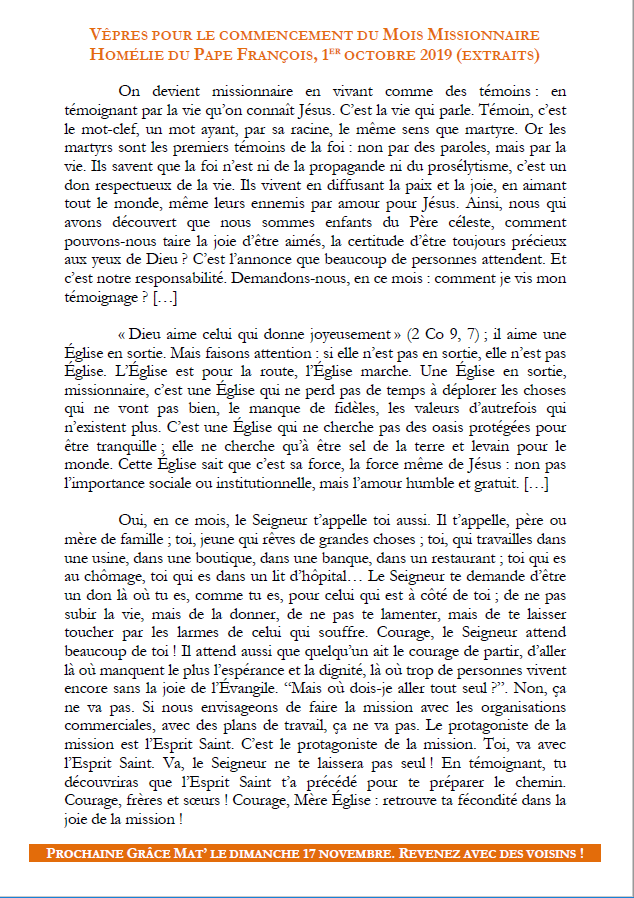 VÊPRES POUR LE COMMENCEMENT DU MOIS MISSIONNAIRE
HOMÉLIE DU PAPE FRANÇOIS, 1ER OCTOBRE 2019 (EXTRAITS)
On devient missionnaire en vivant comme des témoins : en
témoignant par la vie qu’on connaît Jésus. C’est la vie qui parle. Témoin, c’est
le mot-clef, un mot ayant, par sa racine, le même sens que martyre. Or les
martyrs sont les premiers témoins de la foi : non par des paroles, mais par la
vie. Ils savent que la foi n’est ni de la propagande ni du prosélytisme, c’est un
don respectueux de la vie. Ils vivent en diffusant la paix et la joie, en aimant
tout le monde, même leurs ennemis par amour pour Jésus. Ainsi, nous qui
avons découvert que nous sommes enfants du Père céleste, comment
pouvons-nous taire la joie d’être aimés, la certitude d’être toujours précieux
aux yeux de Dieu ? C’est l’annonce que beaucoup de personnes attendent. Et
c’est notre responsabilité. Demandons-nous, en ce mois : comment je vis mon
témoignage ? […]
« Dieu aime celui qui donne joyeusement » (2 Co 9, 7) ; il aime une
Église en sortie. Mais faisons attention : si elle n’est pas en sortie, elle n’est pas
Église. L’Église est pour la route, l’Église marche. Une Église en sortie,
missionnaire, c’est une Église qui ne perd pas de temps à déplorer les choses
qui ne vont pas bien, le manque de fidèles, les valeurs d’autrefois qui
n’existent plus. C’est une Église qui ne cherche pas des oasis protégées pour
être tranquille ; elle ne cherche qu’à être sel de la terre et levain pour le
monde. Cette Église sait que c’est sa force, la force même de Jésus : non pas
l’importance sociale ou institutionnelle, mais l’amour humble et gratuit. […]
Oui, en ce mois, le Seigneur t’appelle toi aussi. Il t’appelle, père ou
mère de famille ; toi, jeune qui rêves de grandes choses ; toi, qui travailles dans
une usine, dans une boutique, dans une banque, dans un restaurant ; toi qui es
au chômage, toi qui es dans un lit d’hôpital… Le Seigneur te demande d’être
un don là où tu es, comme tu es, pour celui qui est à côté de toi ; de ne pas
subir la vie, mais de la donner, de ne pas te lamenter, mais de te laisser
toucher par les larmes de celui qui souffre. Courage, le Seigneur attend
beaucoup de toi ! Il attend aussi que quelqu’un ait le courage de partir, d’aller
là où manquent le plus l’espérance et la dignité, là où trop de personnes vivent
encore sans la joie de l’Évangile. “Mais où dois-je aller tout seul ?”. Non, ça
ne va pas. Si nous envisageons de faire la mission avec les organisations
commerciales, avec des plans de travail, ça ne va pas. Le protagoniste de la
mission est l’Esprit Saint. C’est le protagoniste de la mission. Toi, va avec
l’Esprit Saint. Va, le Seigneur ne te laissera pas seul ! En témoignant, tu
découvriras que l’Esprit Saint t’a précédé pour te préparer le chemin.
Courage, frères et sœurs ! Courage, Mère Église : retrouve ta fécondité dans la
joie de la mission !
PROCHAINE GRÂCE MAT’ LE DIMANCHE 17 NOVEMBRE. REVENEZ AVEC DES VOISINS !